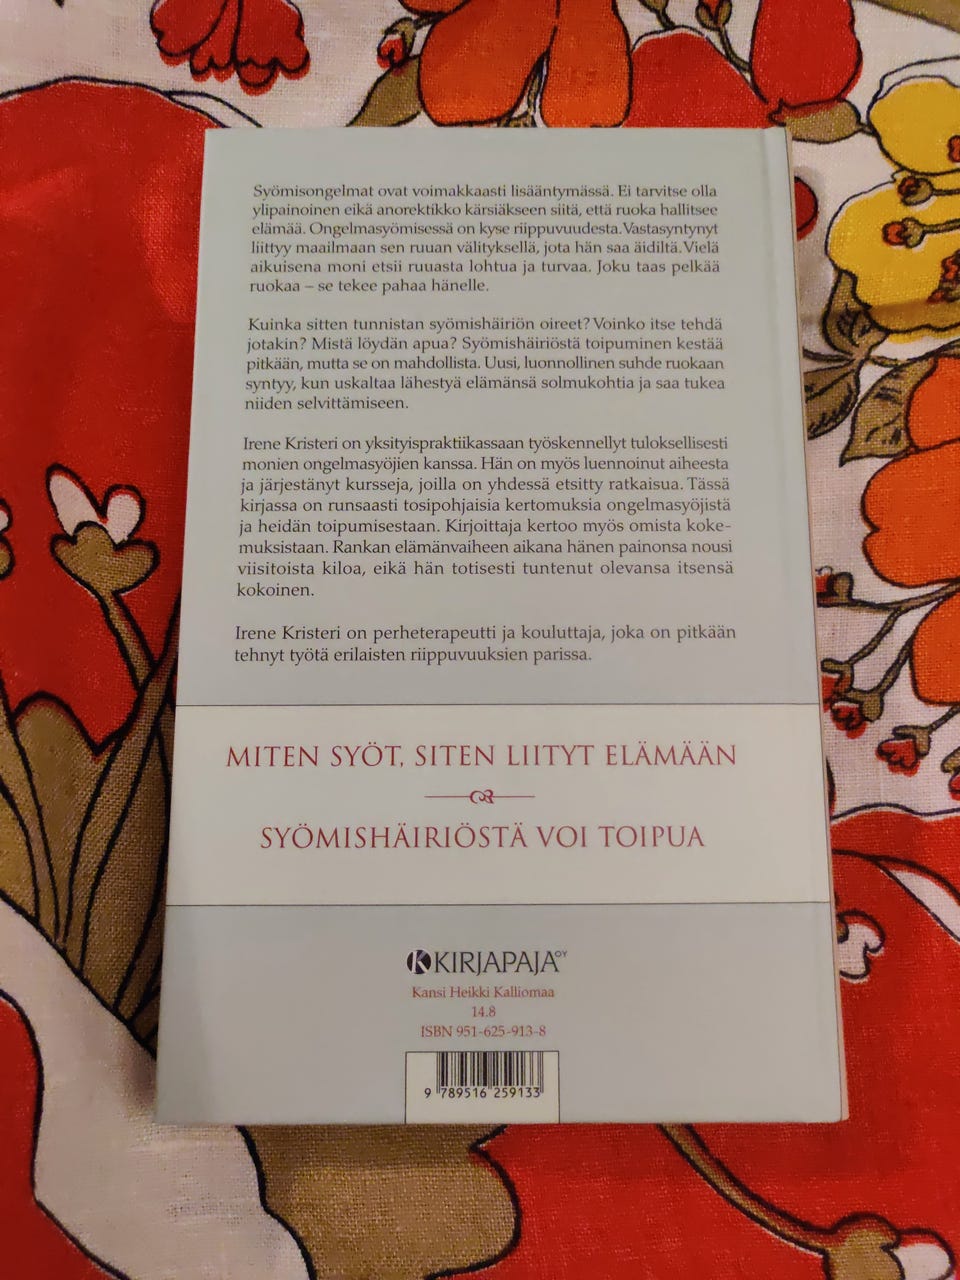 Syömisongelmat ovat voimakkaasti lisääntymässä. Ei tarvitse olla
ylipainoinen eikä anorektikko kärsiäkseen siitä, että ruoka hallitsee
elämää. Ongelmasyömisessä on kyse riippuvuudesta. Vastasyntynyt
liittyy maailmaan sen ruuan välityksellä, jota hän saa äidiltä. Vielä
aikuisena moni etsii ruuasta lohtua ja turvaa. Joku taas pelkää
ruokaa – se tekee pahaa hänelle.
Kuinka sitten tunnistan syömishäiriön oireet? Voinko itse tehdä
jotakin? Mistä löydän apua? Syömishäiriöstä toipuminen kestää
pitkään, mutta se on mahdollista. Uusi, luonnollinen suhde ruokaan
syntyy, kun uskaltaa lähestyä elämänsä solmukohtia ja saa tukea
niiden selvittämiseen.
Irene Kristeri on yksityispraktiikassaan työskennellyt tuloksellisesti
monien ongelmasyöjien kanssa. Hän on myös luennoinut aiheesta
ja järjestänyt kursseja, joilla on yhdessä etsitty ratkaisua. Tässä
kirjassa on runsaasti tosipohjaisia kertomuksia ongelmasyöjistä
ja heidän toipumisestaan. Kirjoittaja kertoo myös omista koke-
muksistaan. Rankan elämänvaiheen aikana hänen painonsa nousi
viisitoista kiloa, eikä hän totisesti tuntenut olevansa itsensä
kokoinen.
Irene Kristeri on perheterapeutti ja kouluttaja, joka on pitkään
tehnyt työtä erilaisten riippuvuuksien parissa.
MITEN SYÖT, SITEN LIITYT ELÄMÄÄN
SYÖMISHÄIRIÖSTÄ VOI TOIPUA
K KIRJAPAJA OY
Kansi Heikki Kalliomaa
14.8
ISBN 951-625-913-8
9 789516 259133